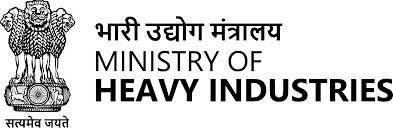 भारी उद्योग मंत्रालय
MINISTRY OF
HEAVY INDUSTRIES
सत्यमेव जयते